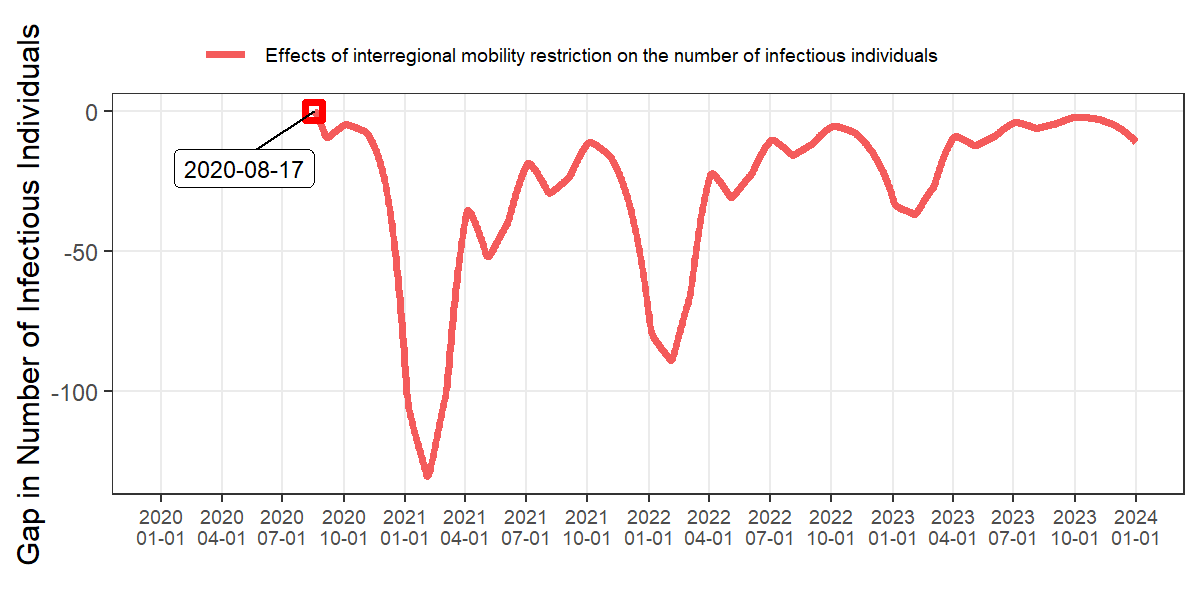 Effects of interregional mobility restriction on the number of infectious individuals
Gap in Number of Infectious Individuals
0
-50
-100
2020-08-17
2020 2020 2020 2020 2021 2021 2021 2021 2022 2022 2022 2022 2023 2023 2023 2023 2024
01-01 04-01 07-01 10-01 01-01 04-01 07-01 10-01 01-01 04-01 07-01 10-01 01-01 04-01 07-01 10-01 01-01